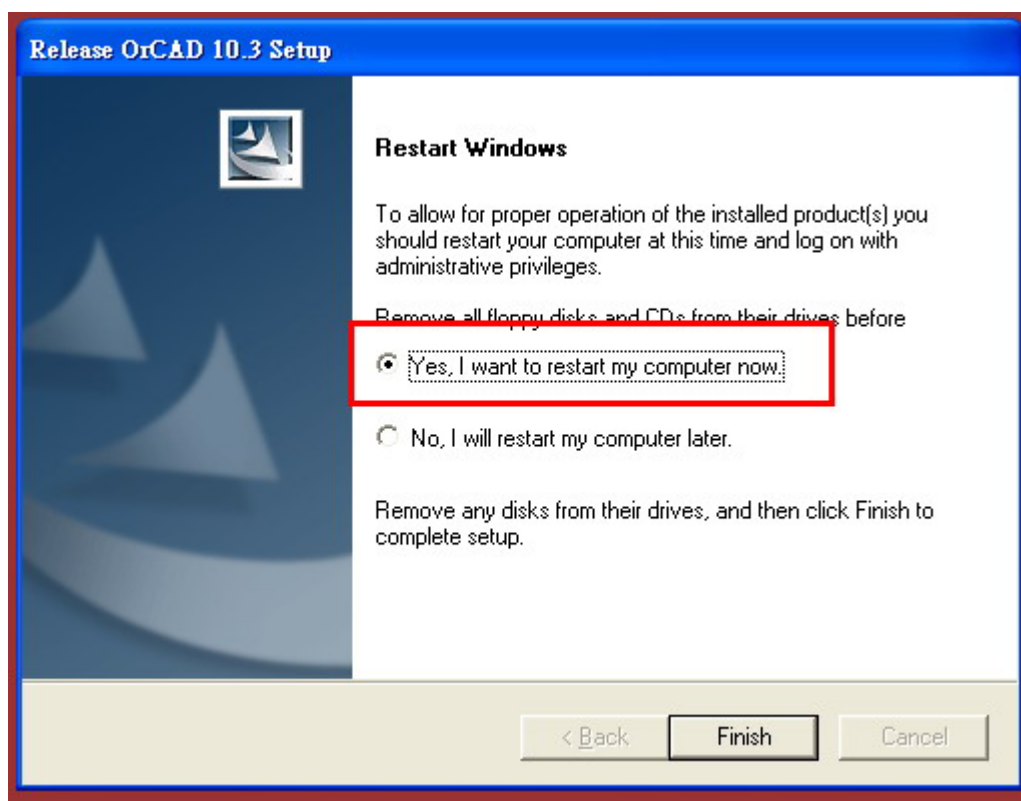 Release OrCAD 10.3 Setup
Restart Windows
To allow for proper operation of the installed product(s) you
should restart your computer at this time and log on with
administrative privileges.
Remove all floppy disks and CDs from their drives before
Yes, I want to restart my computer now.
No, I will restart my computer later.
Remove any disks from their drives, and then click Finish to
complete setup.
< Back Finish Cancel